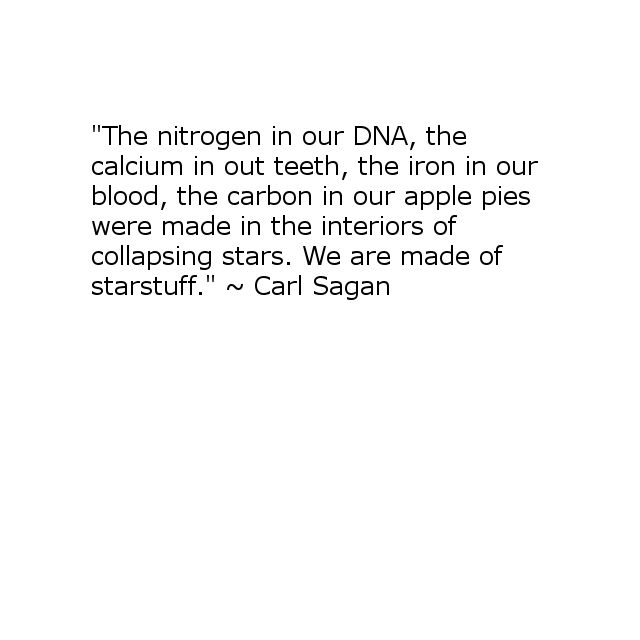 "The nitrogen in our DNA, the
calcium in out teeth, the iron in our
blood, the carbon in our apple pies
were made in the interiors of
collapsing stars. We are made of
starstuff." ~ Carl Sagan